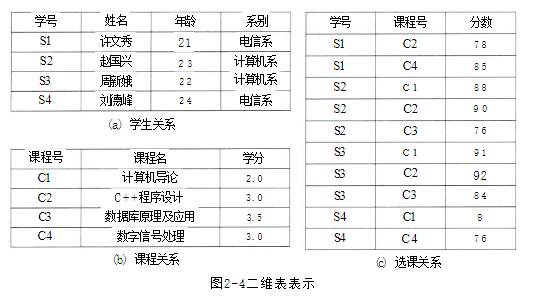 学号 姓名 年龄 系别
S1 许文秀 21 电信系
S2 赵国兴 23 计算机系
S3 周新娥 22 计算机系
S4 刘德峰 24 电信系
(a) 学生关系
课程号 课程名 学分
C1 计算机导论 2.0
C2 C++程序设计 3.0
C3 数据库原理及应用 3.5
C4 数字信号处理 3.0
(b) 课程关系
学号 课程号 分数
S1 C2 78
S1 C4 85
S2 C1 88
S2 C2 90
S2 C3 76
S3 C1 91
S3 C2 92
S3 C3 84
S4 C1 8
S4 C4 76
(c) 选课关系
图2-4二维表表示